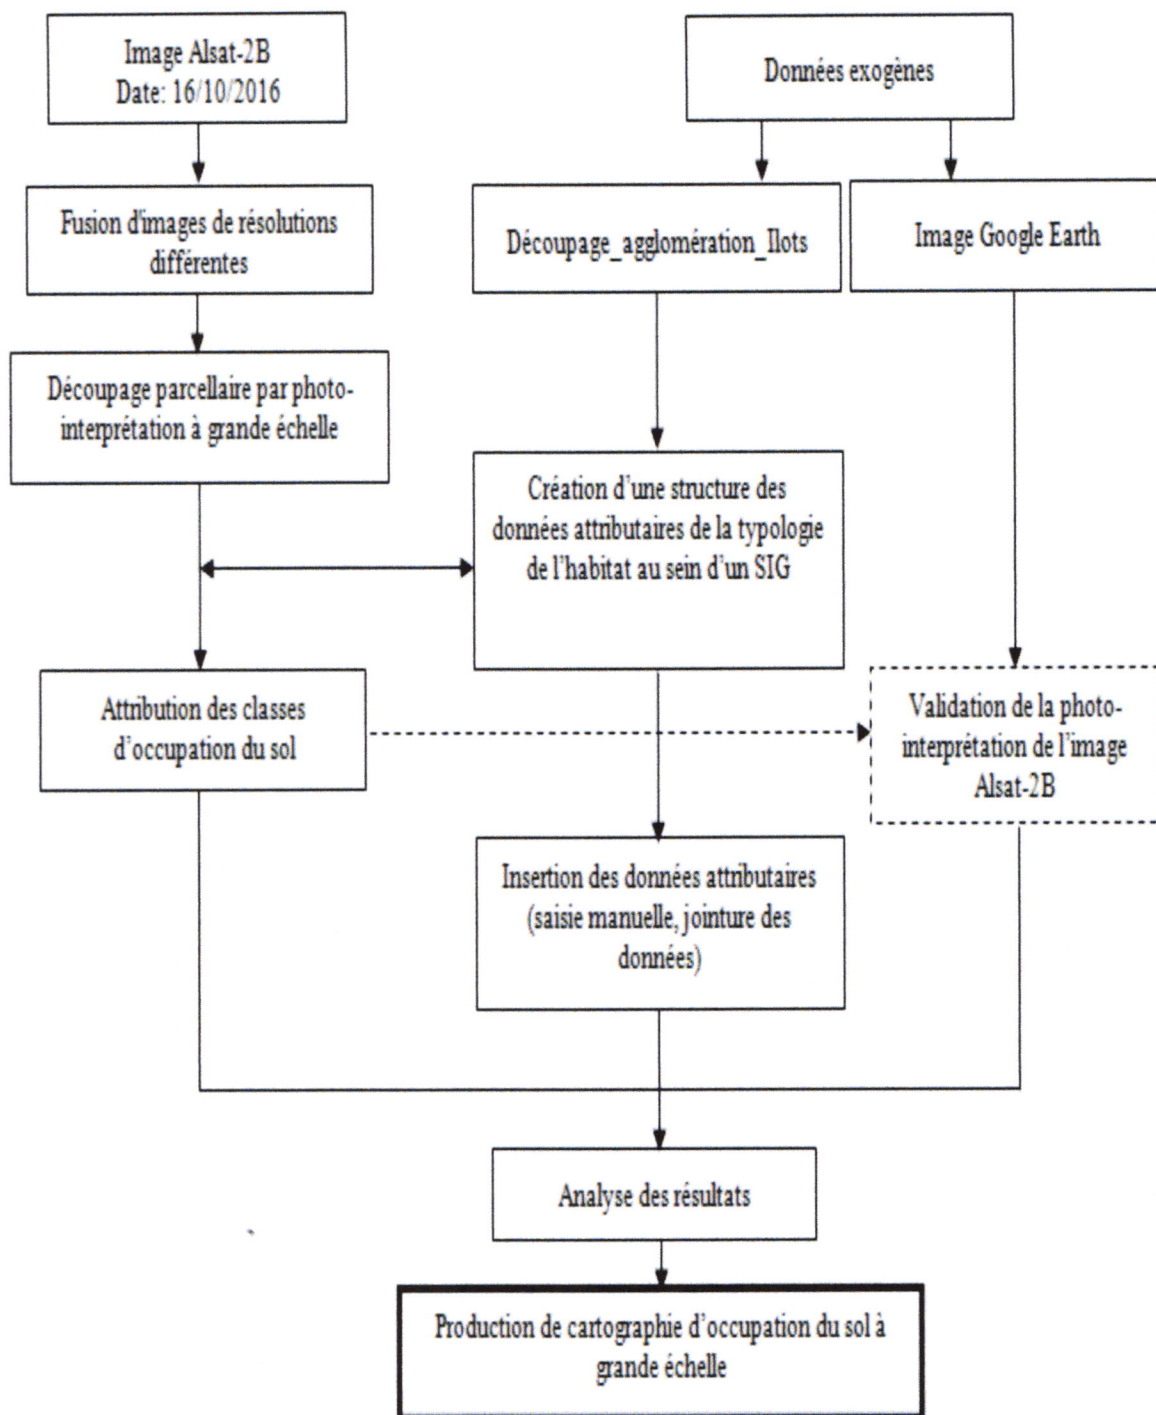 Image Alsat-2B
Date: 16/10/2016
Données exogènes
Fusion d'images de résolutions
différentes
Découpage_agglomération_Ilots
Image Google Earth
Découpage parcellaire par photo-
interprétation à grande échelle
Création d'une structure des
données attributaires de la typologie
de l'habitat au sein d'un SIG
Attribution des classes
d'occupation du sol
Validation de la photo-
interprétation de l'image
Alsat-2B
Insertion des données attributaires
(saisie manuelle, jointure des
données)
Analyse des résultats
Production de cartographie d'occupation du sol à
grande échelle